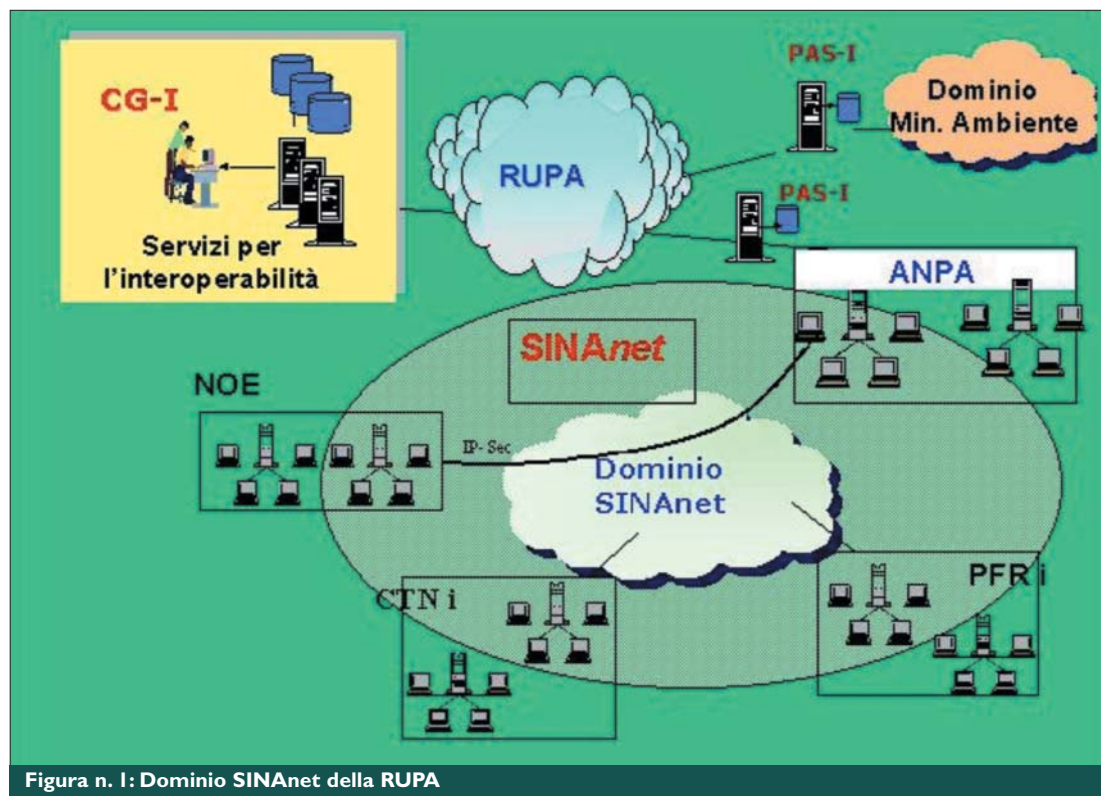 CG-I
Servizi per
l'interoperabilità
RUPA
PAS-I
Dominio
Min. Ambiente
PAS-I
ANPA
SINAnet
NOE
IP-Sec
Dominio
SINAnet
CTN i
PFR i
Figura n. 1: Dominio SINAnet della RUPA